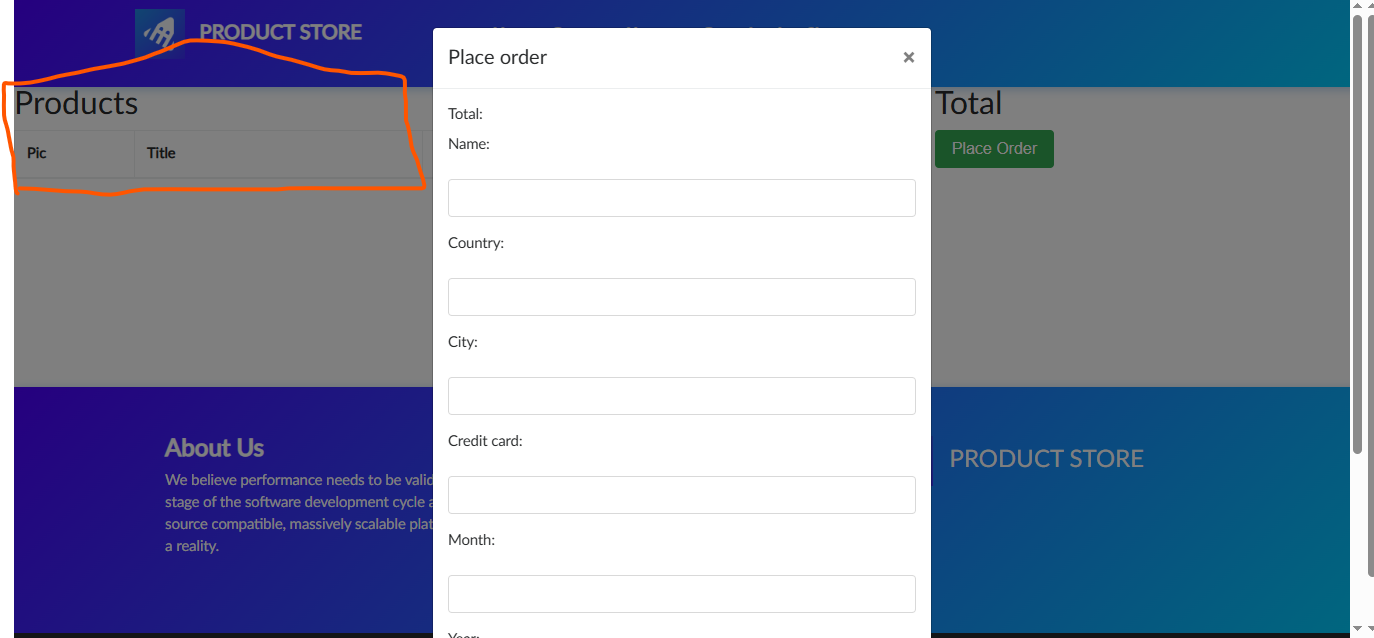 PRODUCT STORE
Place order
×
Products
Total
Pic
Title
Place Order
Total:
Name:
Country:
City:
Credit card:
Month:
About Us
We believe performance needs to be valid
stage of the software development cycle a
source compatible, massively scalable plat
a reality.
PRODUCT STORE
Year: